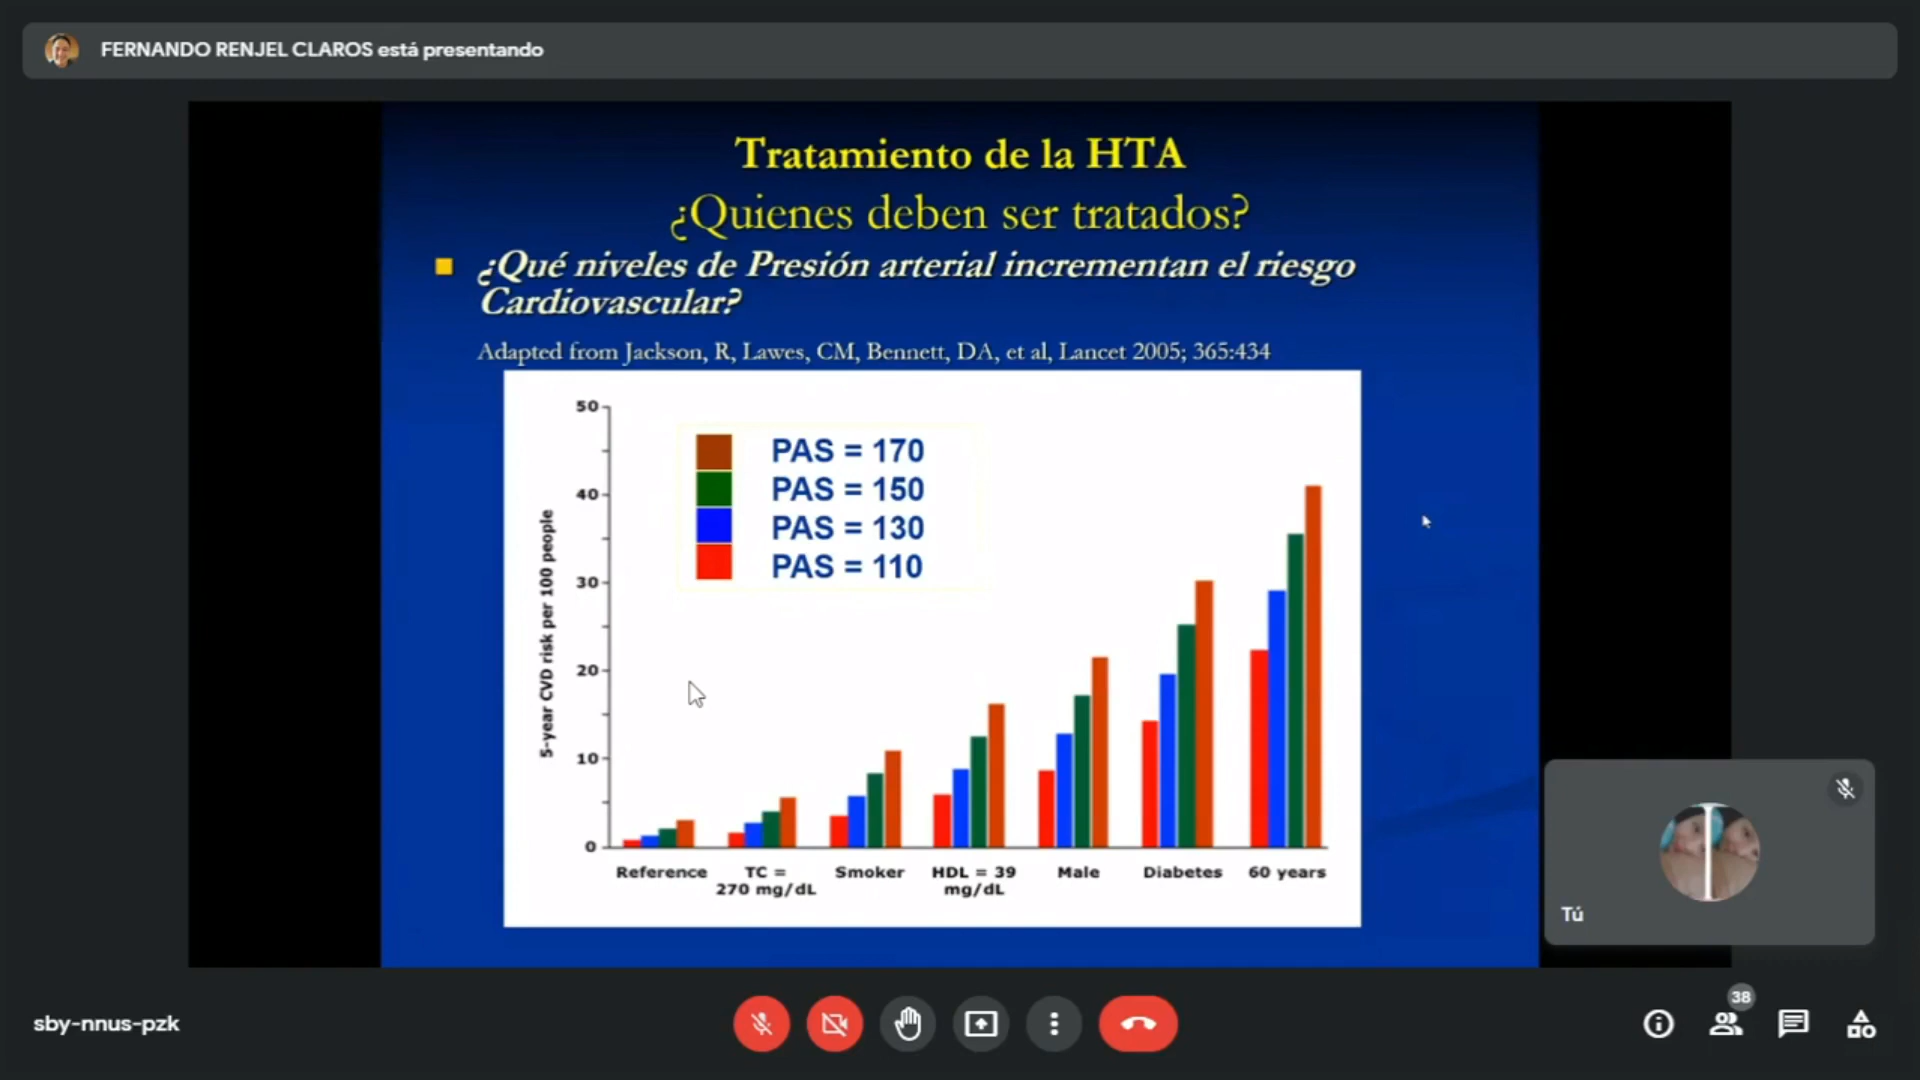 FERNANDO RENJEL CLAROS está presentando
Tratamiento de la HTA
¿Quienes deben ser tratados?
¿Qué niveles de Presión arterial incrementan el riesgo
Cardiovascular?
Adapted from Jackson, R, Lawes, CM, Bennett, DA, et al, Lancet 2005; 365:434
5-year CVD risk per 100 people
50
40
30
20
10
0
PAS = 170
PAS = 150
PAS = 130
PAS = 110
Reference
TC =
270 mg/dL
Smoker
HDL = 39
mg/dL
Male
Diabetes
60 years
Tú
sby-nnus-pzk
38